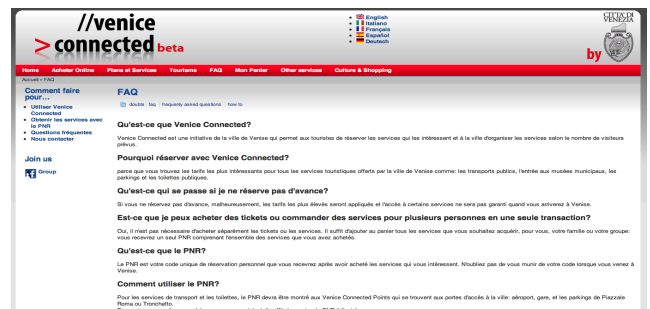 //venice
> connected beta
English
Italiano
Français
Español
Deutsch
CITTA' DI
VENEZIA
by
Home Acheter Online Plans et Services Tourisme FAQ Mon Panier Other services Culture & Shopping
Accueil » FAQ
Comment faire
pour...
Utiliser Venice
Connected
Obtenir les services avec
le PNR
Questions fréquentes
Nous contacter
Join us
Group
FAQ
doubts faq frequently asked questions how to
Qu'est-ce que Venice Connected?
Venice Connected est une initiative de la ville de Venise qui permet aux touristes de réserver les services qui les intéressent et à la ville d'organiser les services selon le nombre de visiteurs
prévus.
Pourquoi réserver avec Venice Connected?
parce que vous trouvez les tarifs les plus intéressants pour tous les services touristiques offerts par la ville de Venise comme: les transports publics, l'entrée aux musées municipaux, les
parkings et les toilettes publiques.
Qu'est-ce qui se passe si je ne réserve pas d'avance?
Si vous ne réservez pas d'avance, malheureusement, les tarifs les plus élevés seront appliqués et l'accès à certains services ne sera pas garanti quand vous arriverez à Venise.
Est-ce que je peux acheter des tickets ou commander des services pour plusieurs personnes en une seule transaction?
Oui, il n'est pas nécessaire d'acheter séparément les tickets ou les services. Il suffit d'ajouter au panier tous les services que vous souhaitez acquérir, pour vous, votre famille ou votre groupe:
vous recevrez un seul PNR comprenant l'ensemble des services que vous avez achetés.
Qu'est-ce que le PNR?
Le PNR est votre code unique de réservation personnel que vous recevrez après avoir acheté les services qui vous intéressent. N'oubliez pas de vous munir de votre code lorsque vous venez à
Venise.
Comment utiliser le PNR?
Pour les services de transport et les toilettes, le PNR devra être montré aux Venice Connected Points qui se trouvent aux portes d'accès à la ville: aéroport, gare, et les parkings de Piazzale
Roma ou Tronchetto.